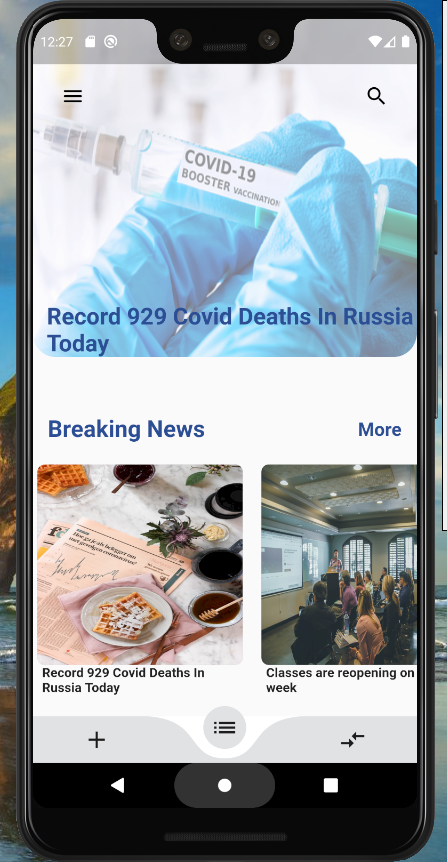 12:27
COVID-19
BOOSTER VACCINATION
Record 929 Covid Deaths In Russia
Today
Breaking News
More
Record 929 Covid Deaths In
Russia Today
Classes are reopening on
week